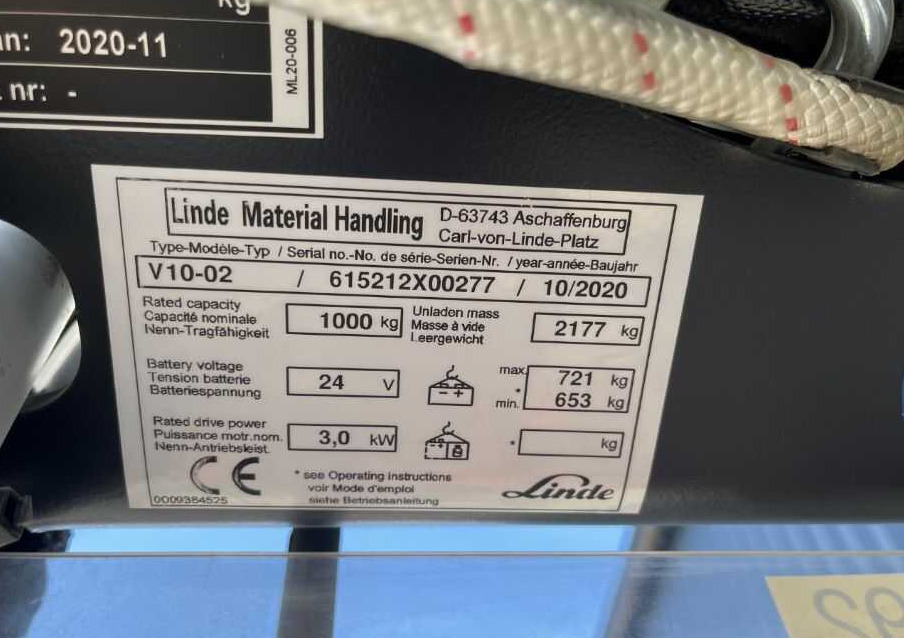 kg
an: 2020-11
nr: -
ML20-006
Linde Material Handling
D-63743 Aschaffenburg
Carl-von-Linde-Platz
Type-Modèle-Typ / Serial no.-No. de série-Serien-Nr. / year-année-Baujahr
V10-02 / 615212X00277 / 10/2020
Rated capacity
Capacité nominale
Nenn-Tragfähigkeit
1000 kg
Unladen mass
Masse à vide
Leergewicht
2177 kg
Battery voltage
Tension batterie
Batteriespannung
24 V
max. 721 kg
*
min. 653 kg
Rated drive power
Puissance motr.nom.
Nenn-Antriebsleist.
3,0 kW
* kg
CE
0009384525
* see Operating instructions
voir Mode d'emploi
siehe Betriebsanleitung
Linde